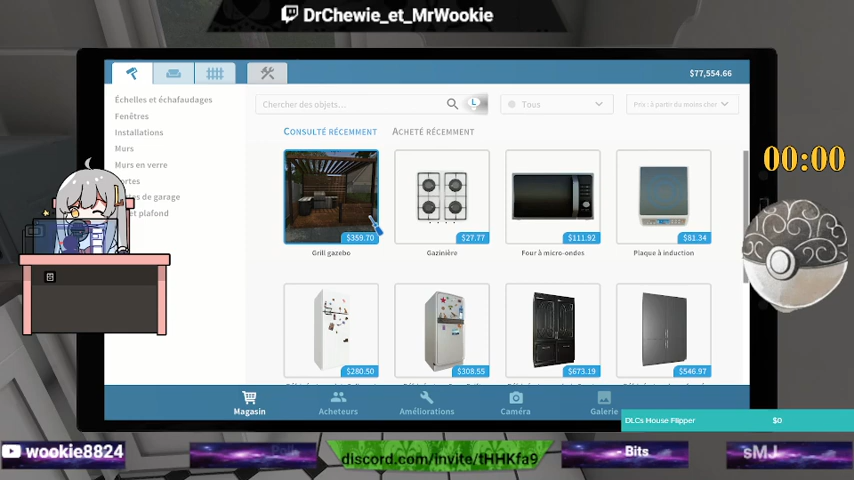 DrChewie_et_MrWookie
$77,554.66
Échelles et échafaudages
Fenêtres
Installations
Murs
Murs en verre
Chercher des objets...
L
Tous
Prix : à partir du moins cher
CONSULTÉ RÉCEMMENT
ACHETÉ RÉCEMMENT
$359.70
$27.77
$111.92
$81.34
Grill gazebo
Gazinière
Four à micro-ondes
Plaque à induction
$280.50
$308.55
$673.19
$546.97
Magasin
Acheteurs
Améliorations
Caméra
Galerie
00:00
DLCs House Flipper
$0
wookie8824
discord.com/invite/tHHKfa9
- Bits
sMJ